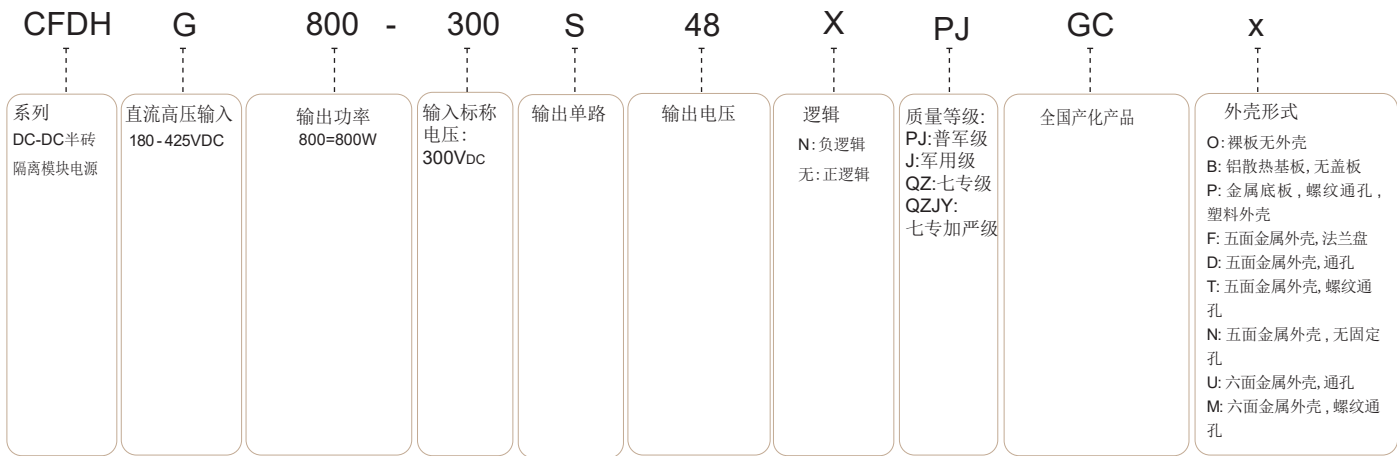 CFDH G 800 - 300 S 48 X PJ GC x
系列
DC-DC半砖
隔离模块电源
直流高压输入
180-425VDC
输出功率
800=800W
输入标称
电压:
300VDC
输出单路
输出电压
逻辑
N:负逻辑
无:正逻辑
质量等级:
PJ:普军级
J:军用级
QZ:七专级
QZJY:
七专加严级
全国产化产品
外壳形式
O:裸板无外壳
B: 铝散热基板,无盖板
P: 金属底板,螺纹通孔,
塑料外壳
F: 五面金属外壳,法兰盘
D: 五面金属外壳,通孔
T: 五面金属外壳,螺纹通
孔
N: 五面金属外壳,无固定
孔
U: 六面金属外壳,通孔
M: 六面金属外壳,螺纹通
孔